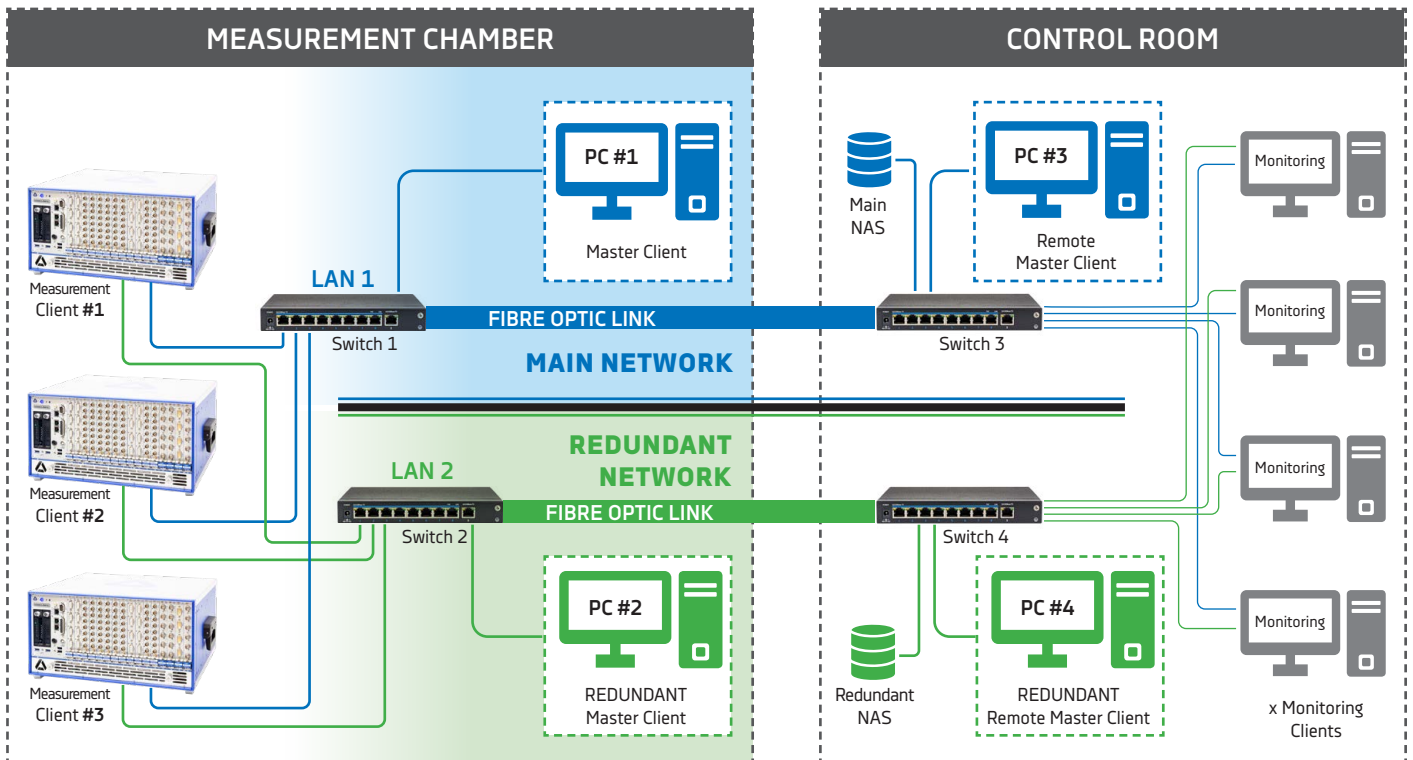 MEASUREMENT CHAMBER
Measurement
Client #1
Measurement
Client #2
Measurement
Client #3
LAN 1
Switch 1
PC #1
Master Client
FIBRE OPTIC LINK
MAIN NETWORK
REDUNDANT
NETWORK
LAN 2
Switch 2
FIBRE OPTIC LINK
PC #2
REDUNDANT
Master Client
CONTROL ROOM
Main
NAS
PC #3
Remote
Master Client
Switch 3
Switch 4
Redundant
NAS
PC #4
REDUNDANT
Remote Master Client
Monitoring
Monitoring
Monitoring
Monitoring
x Monitoring
Clients